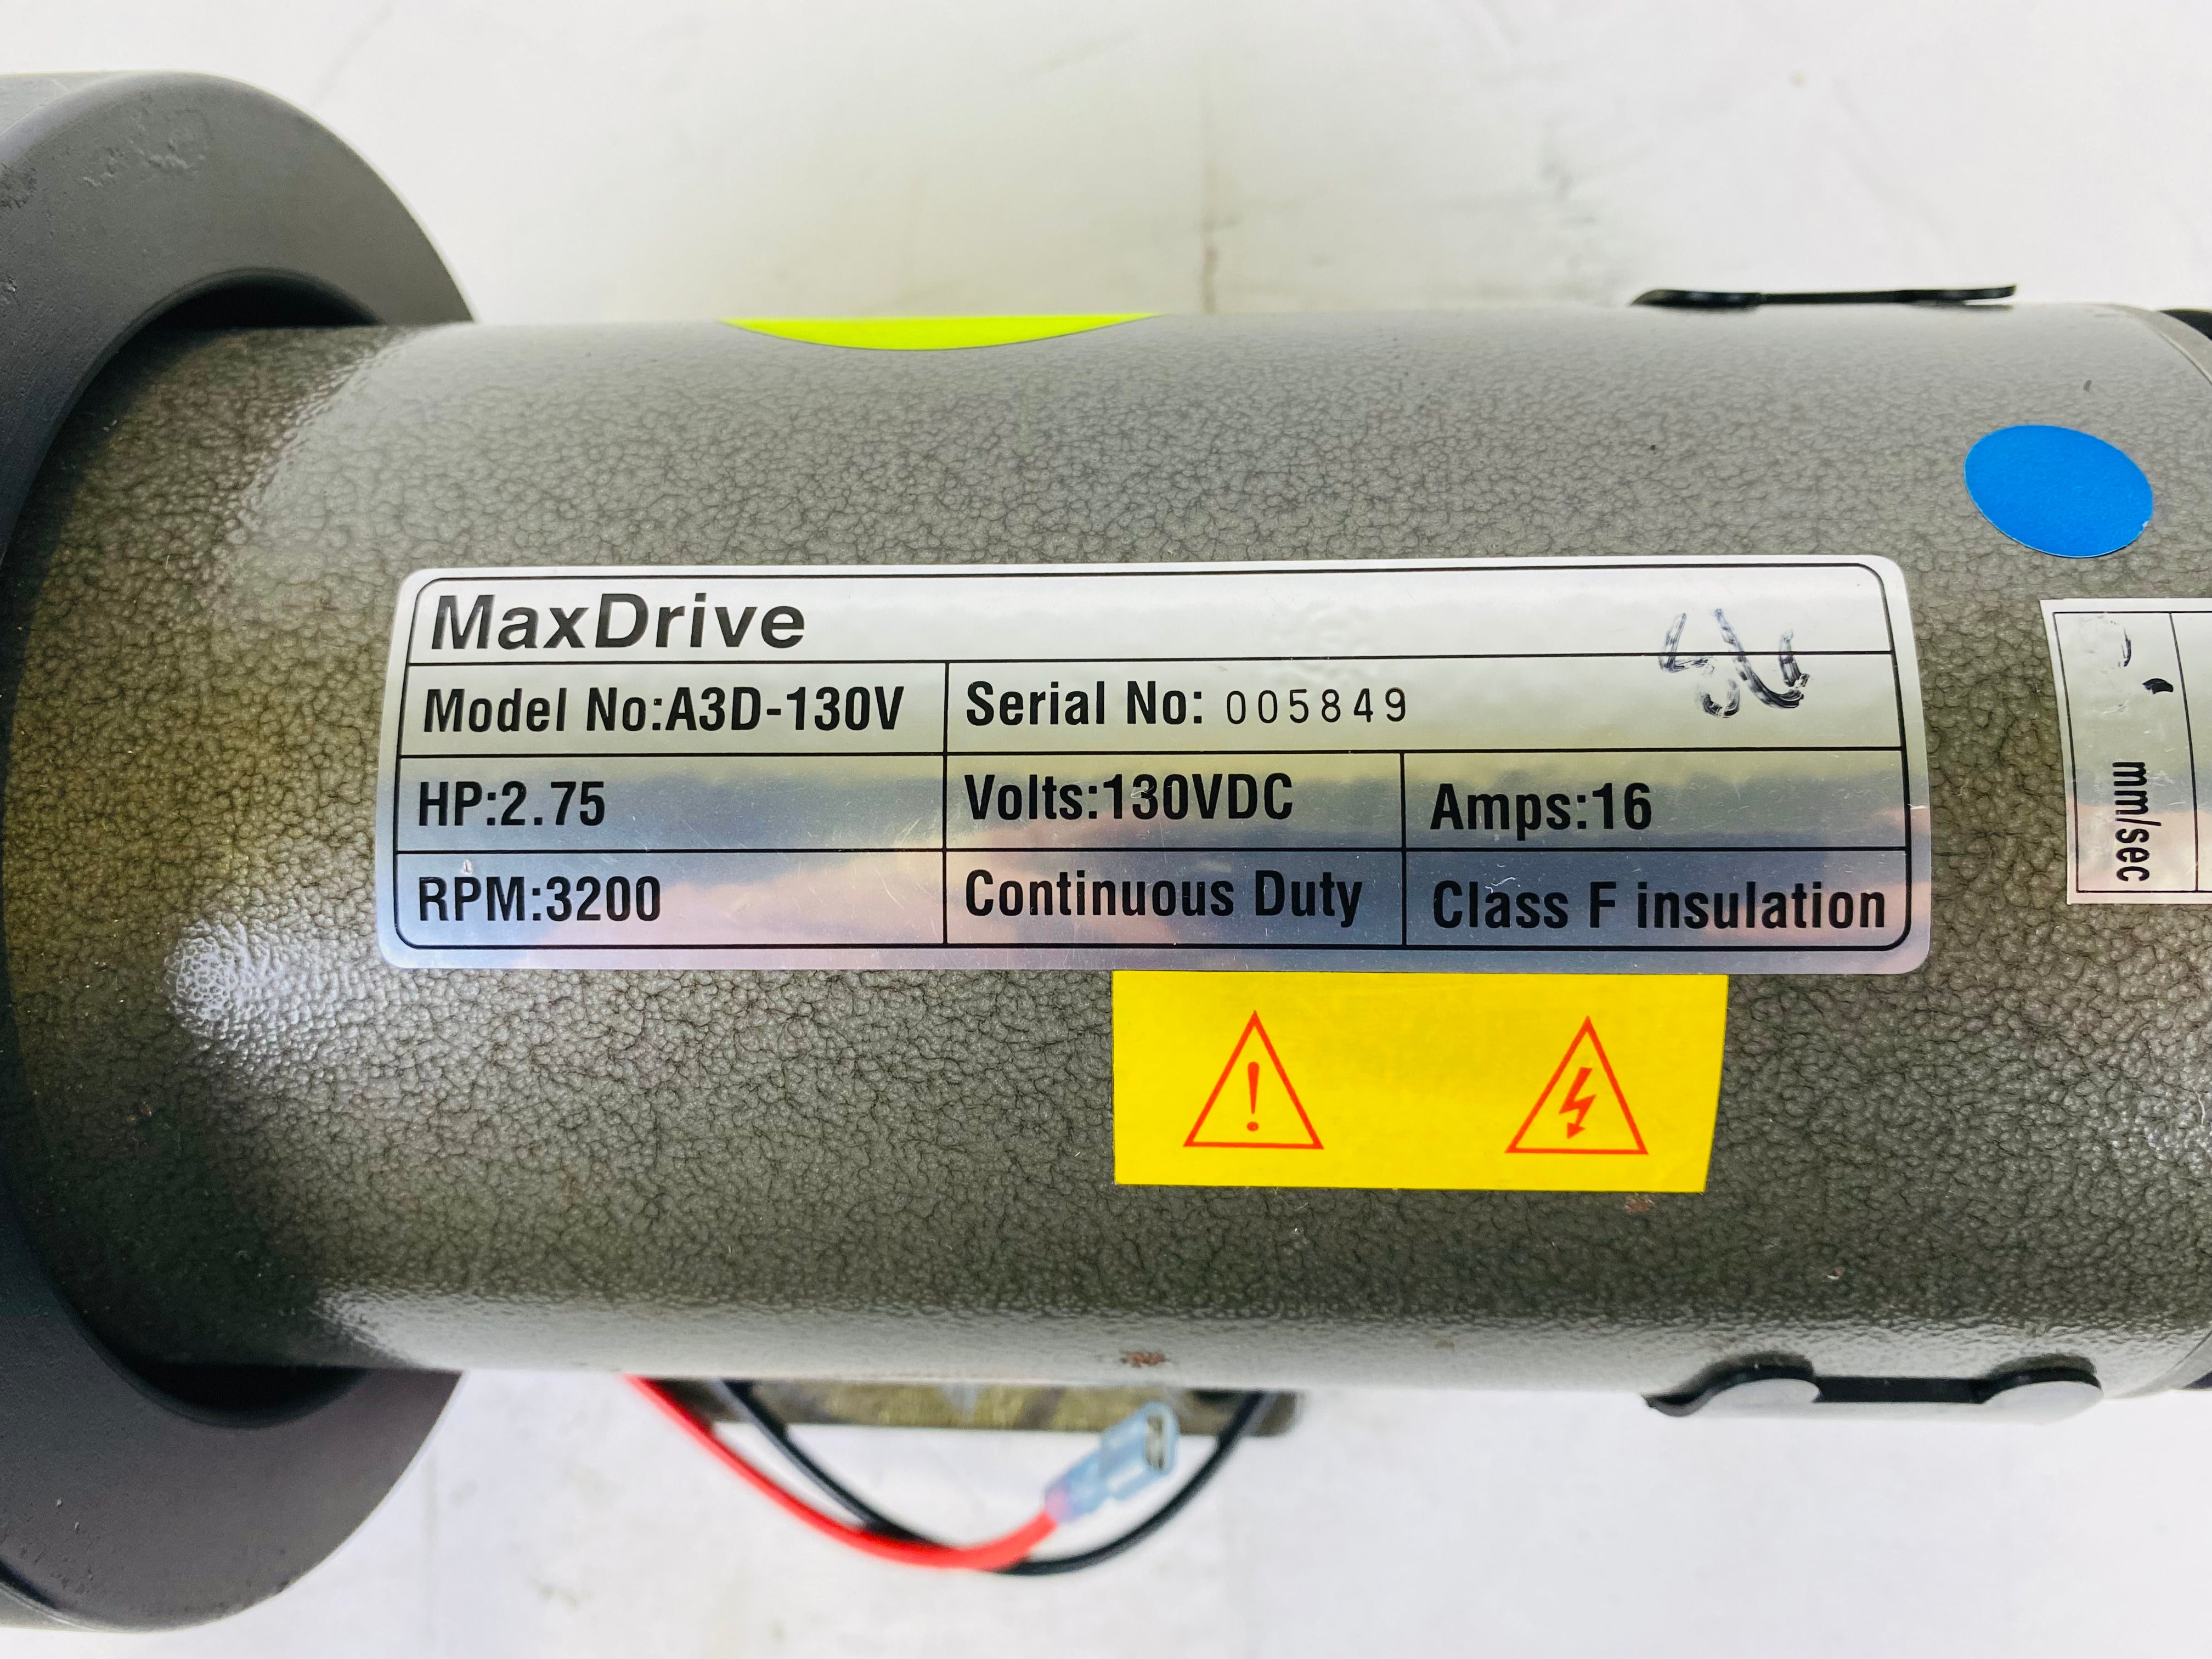 MaxDrive
Model No:A3D-130V
Serial No: 005849
HP:2.75
Volts:130VDC
Amps:16
RPM:3200
Continuous Duty
Class F insulation
mm/sec